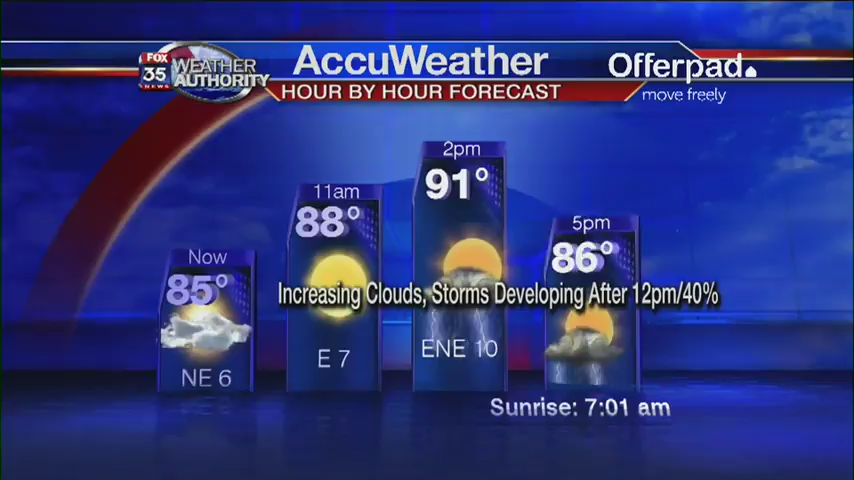 FOX
35
NEWS
WEATHER
AUTHORITY
AccuWeather
HOUR BY HOUR FORECAST
Offerpad
move freely
Now
85°
NE 6
11am
88°
E 7
2pm
91°
ENE 10
5pm
86°
Increasing Clouds, Storms Developing After 12pm/40%
Sunrise: 7:01 am